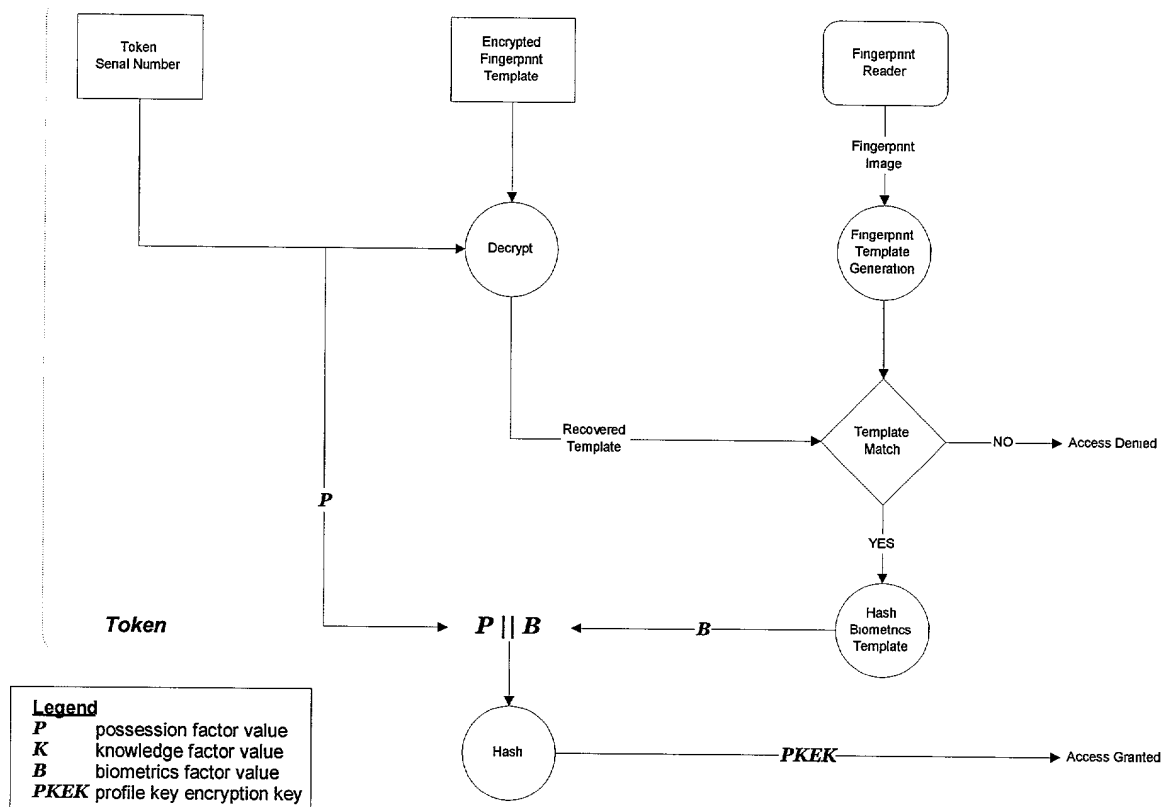 Token
Serial Number
Encrypted
Fingerprint
Template
Fingerprint
Reader
Fingerprint
Image
Decrypt
Fingerprint
Template
Generation
Recovered
Template
Template
Match
NO
Access Denied
P
YES
Token
P || B
B
Hash
Biometrics
Template
Legend
P possession factor value
K knowledge factor value
B biometrics factor value
PKEK profile key encryption key
Hash
PKEK
Access Granted